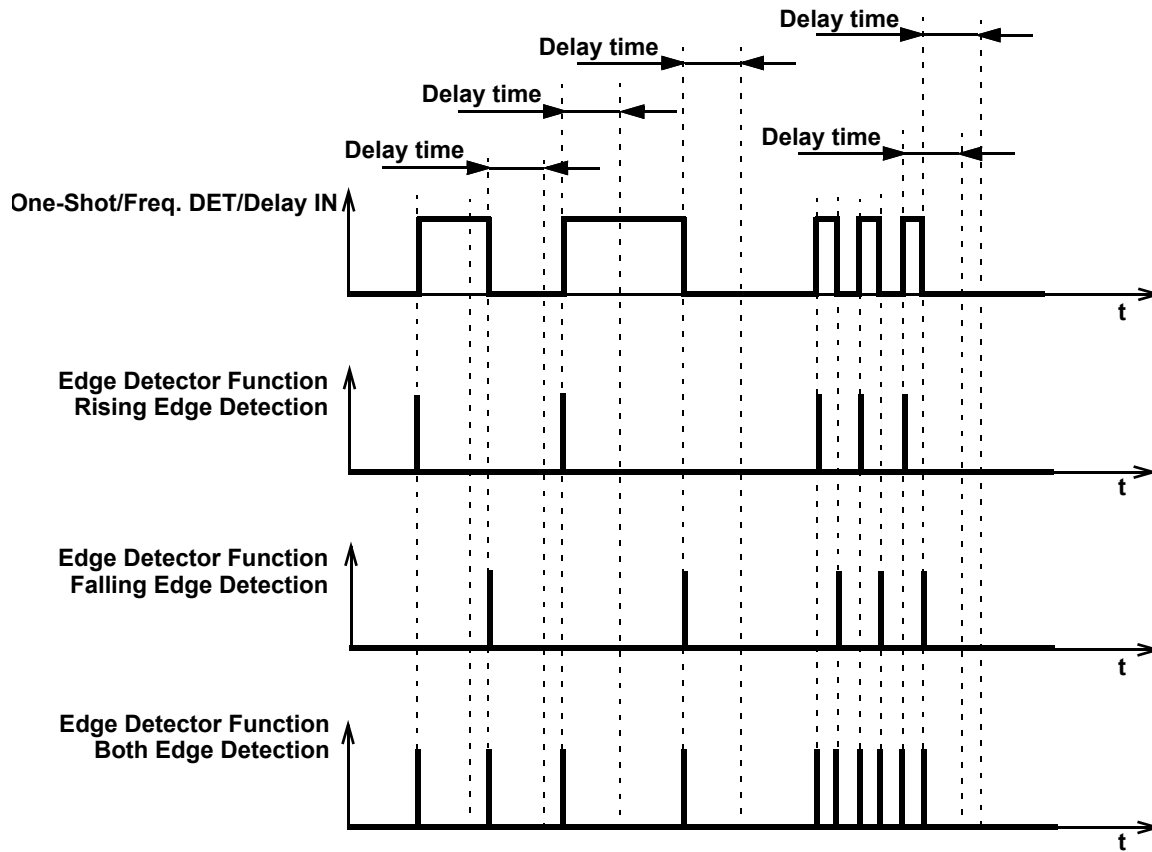 Delay time
Delay time
Delay time
Delay time
Delay time
One-Shot/Freq. DET/Delay IN
t
Edge Detector Function
Rising Edge Detection
t
Edge Detector Function
Falling Edge Detection
t
Edge Detector Function
Both Edge Detection
t